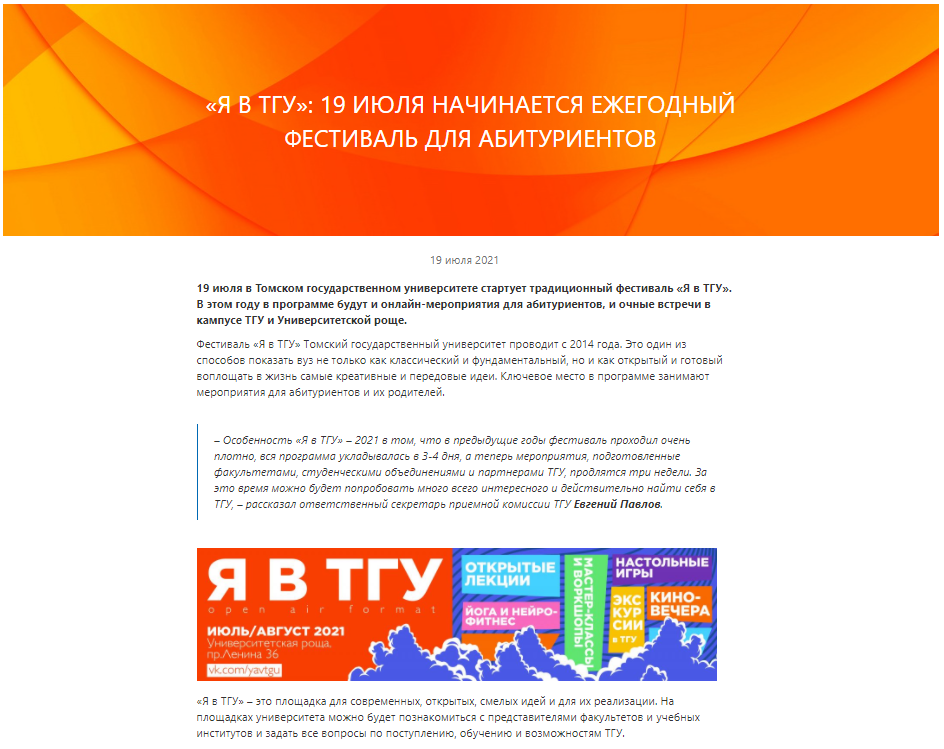 «Я В ТГУ»: 19 ИЮЛЯ НАЧИНАЕТСЯ ЕЖЕГОДНЫЙ
ФЕСТИВАЛЬ ДЛЯ АБИТУРИЕНТОВ
19 июля 2021
19 июля в Томском государственном университете стартует традиционный фестиваль «Я в ТГУ».
В этом году в программе будут и онлайн-мероприятия для абитуриентов, и очные встречи в
кампусе ТГУ и Университетской роще.
Фестиваль «Я в ТГУ» Томский государственный университет проводит с 2014 года. Это один из
способов показать вуз не только как классический и фундаментальный, но и как открытый и готовый
воплощать в жизнь самые креативные и передовые идеи. Ключевое место в программе занимают
мероприятия для абитуриентов и их родителей.
– Особенность «Я в ТГУ» – 2021 в том, что в предыдущие годы фестиваль проходил очень
плотно, вся программа укладывалась в 3-4 дня, а теперь мероприятия, подготовленные
факультетами, студенческими объединениями и партнерами ТГУ, продлятся три недели. За
это время можно будет попробовать много всего интересного и действительно найти себя в
ТГУ, – рассказал ответственный секретарь приемной комиссии ТГУ Евгений Павлов.
Я В ТГУ
open air format
ИЮЛЬ/АВГУСТ 2021
Университетская роща,
пр.Ленина 36
vk.com/yavtgu
ОТКРЫТЫЕ
ЛЕКЦИИ
ЙОГА И НЕЙРО-
ФИТНЕС
МАСТЕР-КЛАССЫ
И ВОРКШОПЫ
НАСТОЛЬНЫЕ
ИГРЫ
ЭКС
КУР
СИИ
в ТГУ
КИНО-
ВЕЧЕРА
«Я в ТГУ» – это площадка для современных, открытых, смелых идей и для их реализации. На
площадках университета можно будет познакомиться с представителями факультетов и учебных
институтов и задать все вопросы по поступлению, обучению и возможностям ТГУ.